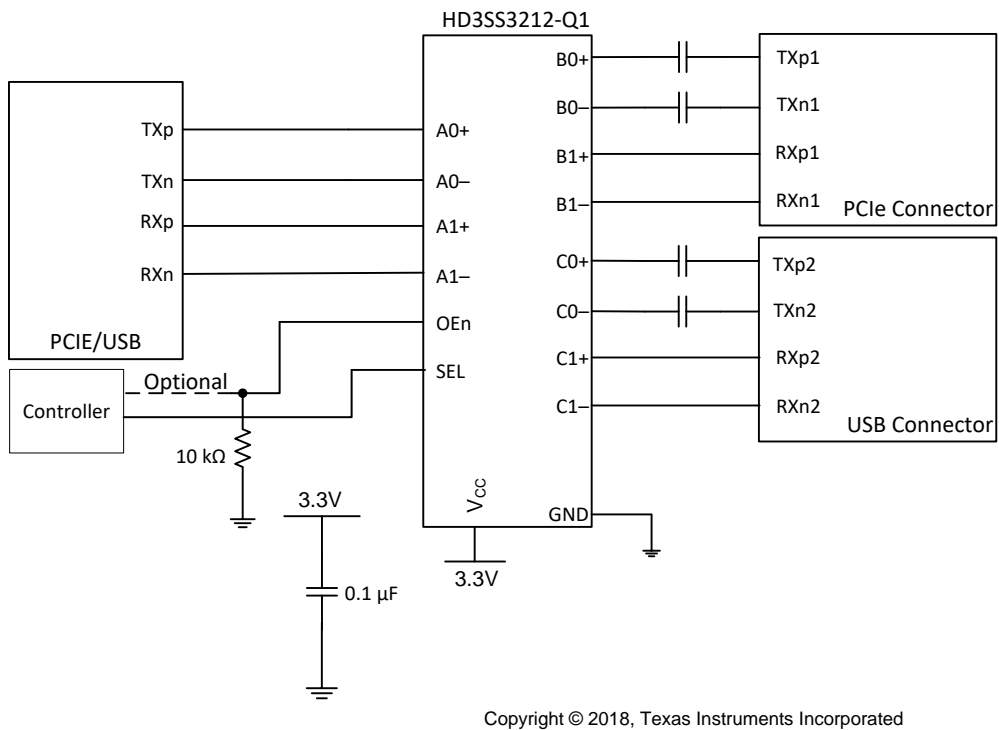 HD3SS3212-Q1
TXp
TXn
RXp
RXn
PCIE/USB
Controller
Optional
10 kΩ
3.3V
0.1 µF
A0+
A0–
A1+
A1–
OEn
SEL
VCC
3.3V
GND
B0+
B0–
B1+
B1–
C0+
C0–
C1+
C1–
TXp1
TXn1
RXp1
RXn1
PCIe Connector
TXp2
TXn2
RXp2
RXn2
USB Connector
Copyright © 2018, Texas Instruments Incorporated